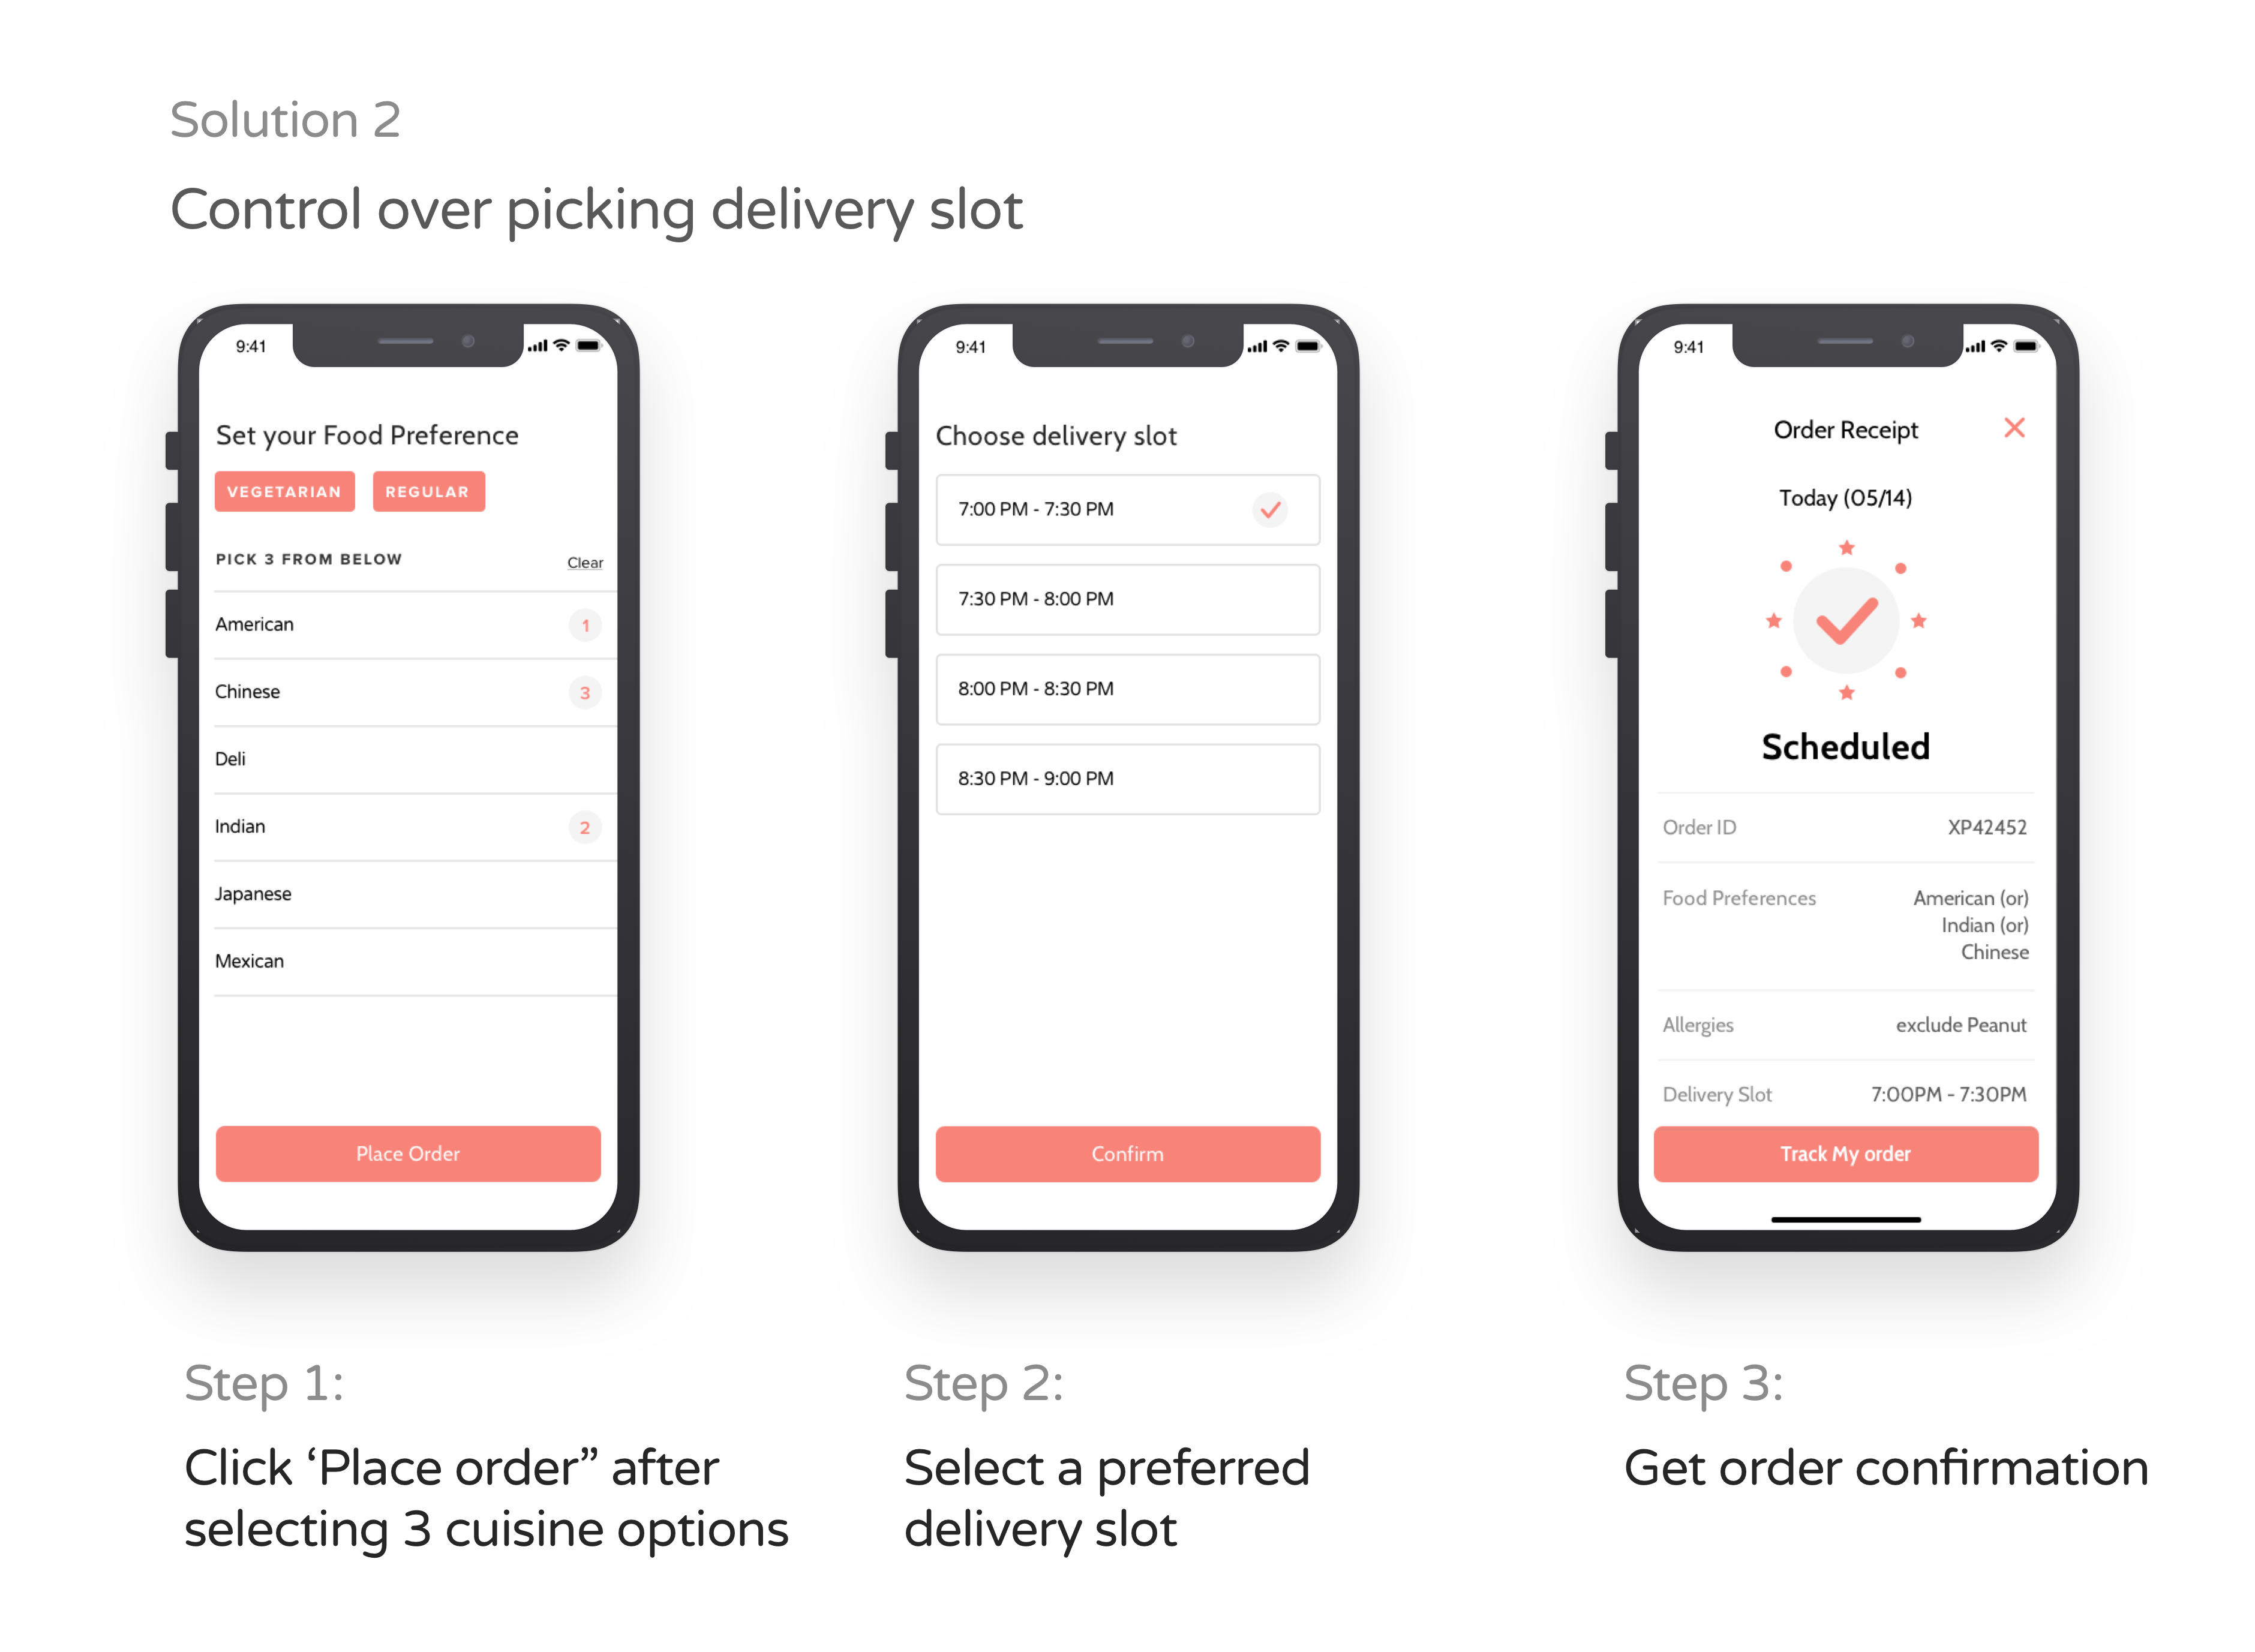 Solution 2
Control over picking delivery slot
9:41
Set your Food Preference
VEGETARIAN REGULAR
PICK 3 FROM BELOW Clear
American 1
Chinese 3
Deli
Indian 2
Japanese
Mexican
Place Order
9:41
Choose delivery slot
7:00 PM - 7:30 PM
7:30 PM - 8:00 PM
8:00 PM - 8:30 PM
8:30 PM - 9:00 PM
Confirm
9:41
Order Receipt
Today (05/14)
Scheduled
Order ID XP42452
Food Preferences American (or)
Indian (or)
Chinese
Allergies exclude Peanut
Delivery Slot 7:00PM - 7:30PM
Track My order
Step 1:
Click ‘Place order” after
selecting 3 cuisine options
Step 2:
Select a preferred
delivery slot
Step 3:
Get order confirmation